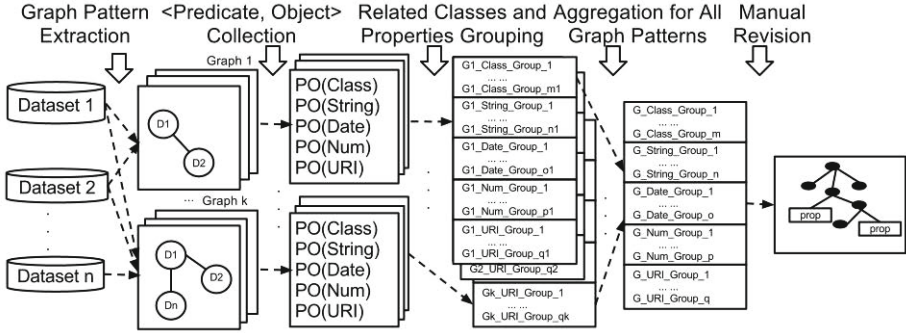 Graph Pattern Extraction
<Predicate, Object> Collection
Related Classes and Properties Grouping
Aggregation for All Graph Patterns
Manual Revision
Dataset 1
Dataset 2
.
.
.
Dataset n
Graph 1
D1
D2
...
Graph k
D1
D2
Dn
PO(Class)
PO(String)
PO(Date)
PO(Num)
PO(URI)
PO(Class)
PO(String)
PO(Date)
PO(Num)
PO(URI)
G1_Class_Group_1
... ...
G1_Class_Group_m1
G1_String_Group_1
... ...
G1_String_Group_n1
G1_Date_Group_1
... ...
G1_Date_Group_o1
G1_Num_Group_1
... ...
G1_Num_Group_p1
G1_URI_Group_1
... ...
G1_URI_Group_q1
G2_URI_Group_q2
Gk_URI_Group_1
... ...
Gk_URI_Group_qk
G_Class_Group_1
... ...
G_Class_Group_m
G_String_Group_1
... ...
G_String_Group_n
G_Date_Group_1
... ...
G_Date_Group_o
G_Num_Group_1
... ...
G_Num_Group_p
G_URI_Group_1
... ...
G_URI_Group_q
prop
prop